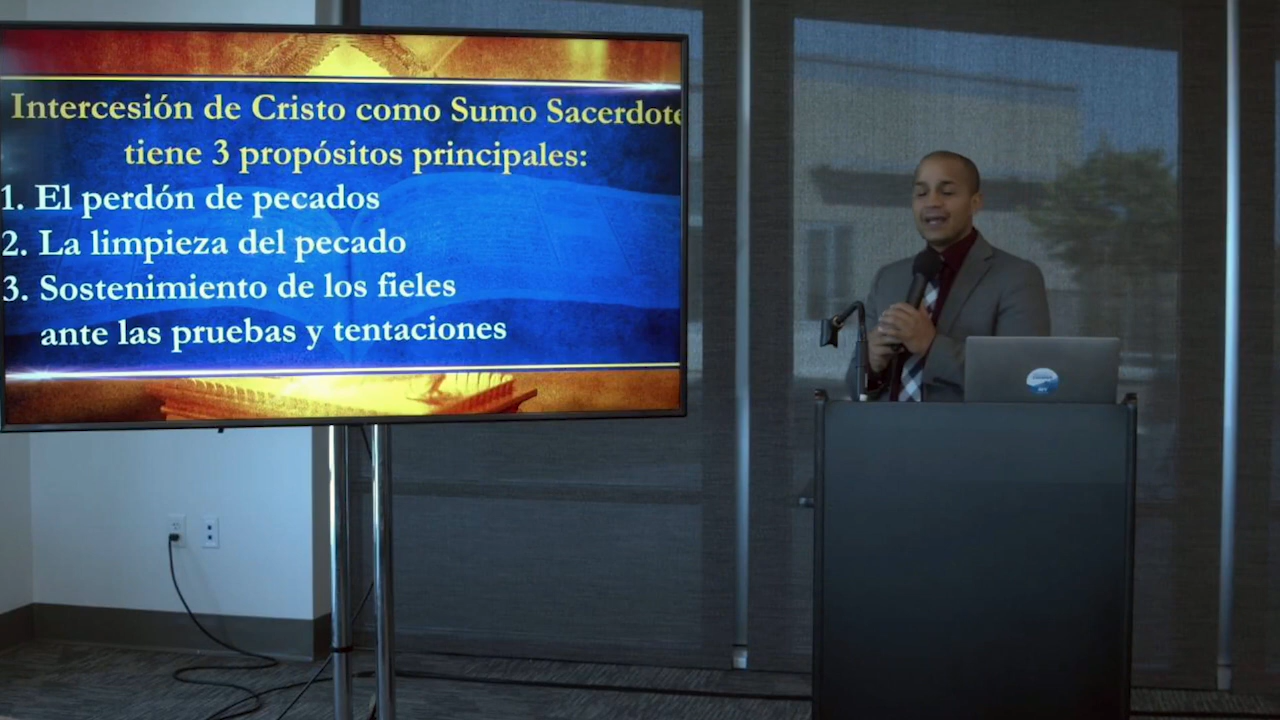 Intercesión de Cristo como Sumo Sacerdote
tiene 3 propósitos principales:
1. El perdón de pecados
2. La limpieza del pecado
3. Sostenimiento de los fieles
ante las pruebas y tentaciones